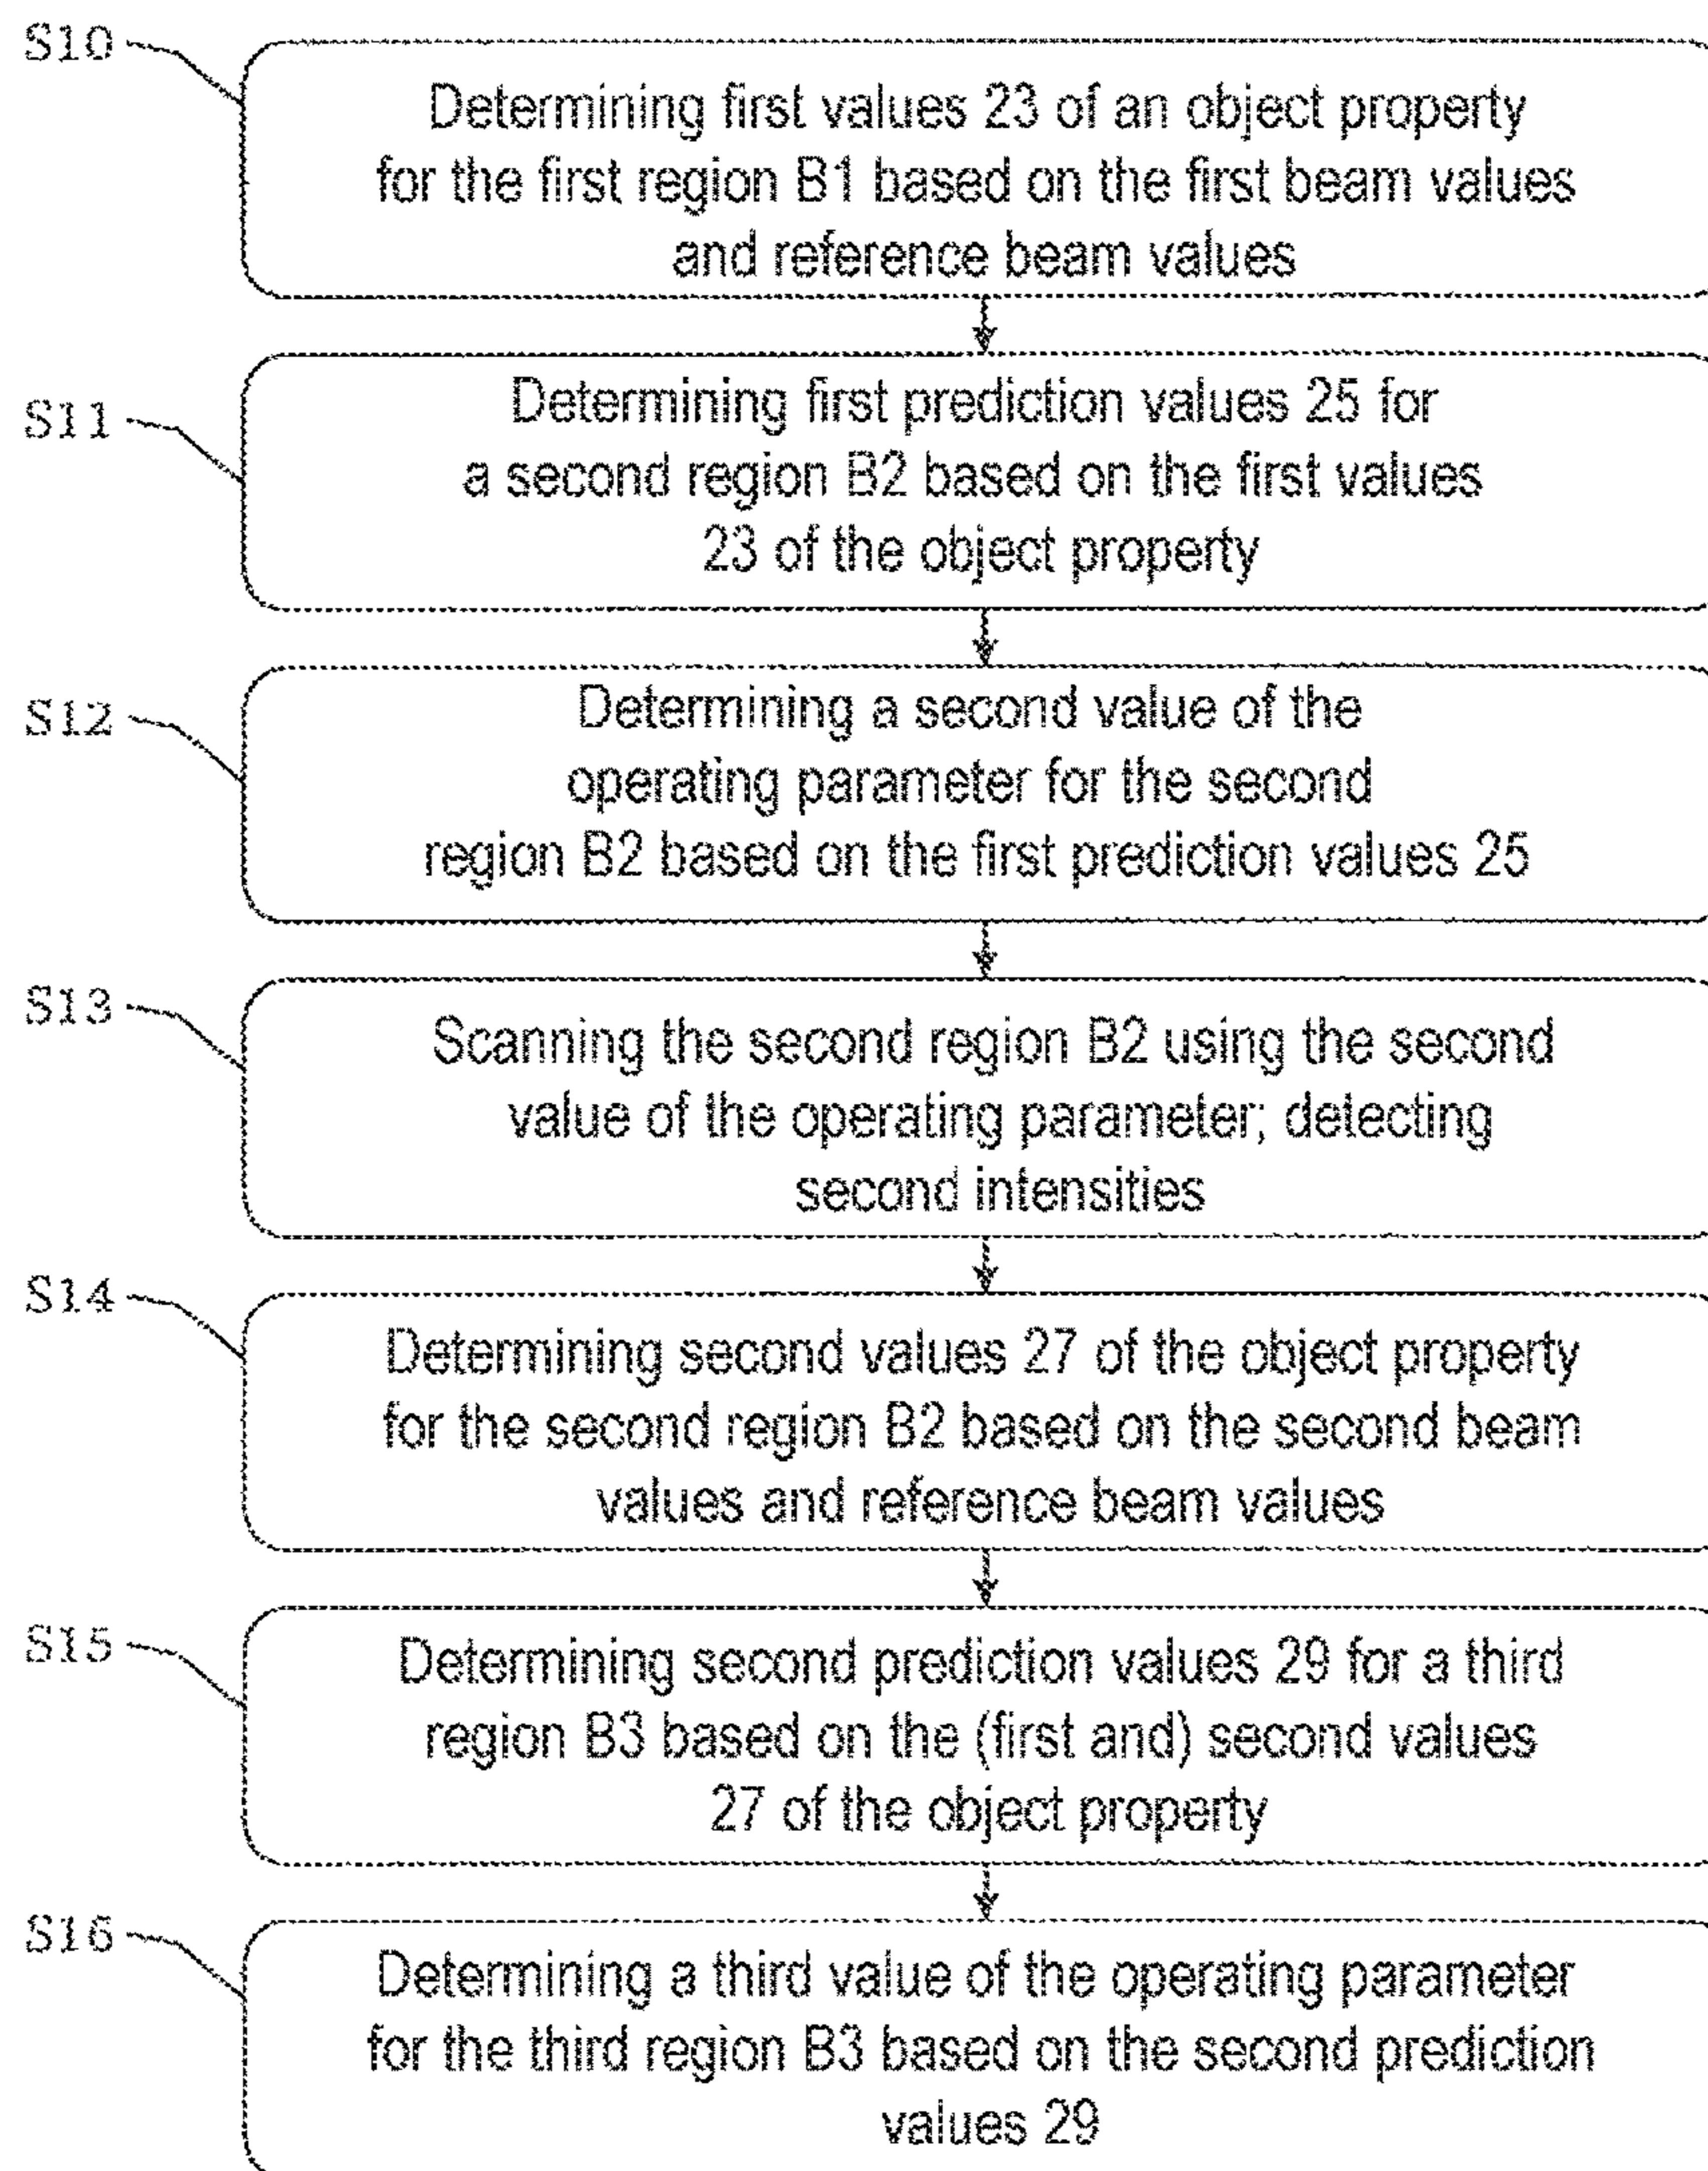 S10
Determining first values 23 of an object property
for the first region B1 based on the first beam values
and reference beam values
S11
Determining first prediction values 25 for
a second region B2 based on the first values
23 of the object property
S12
Determining a second value of the
operating parameter for the second
region B2 based on the first prediction values 25
S13
Scanning the second region B2 using the second
value of the operating parameter; detecting
second intensities
S14
Determining second values 27 of the object property
for the second region B2 based on the second beam
values and reference beam values
S15
Determining second prediction values 29 for a third
region B3 based on the (first and) second values
27 of the object property
S16
Determining a third value of the operating parameter
for the third region B3 based on the second prediction
values 29